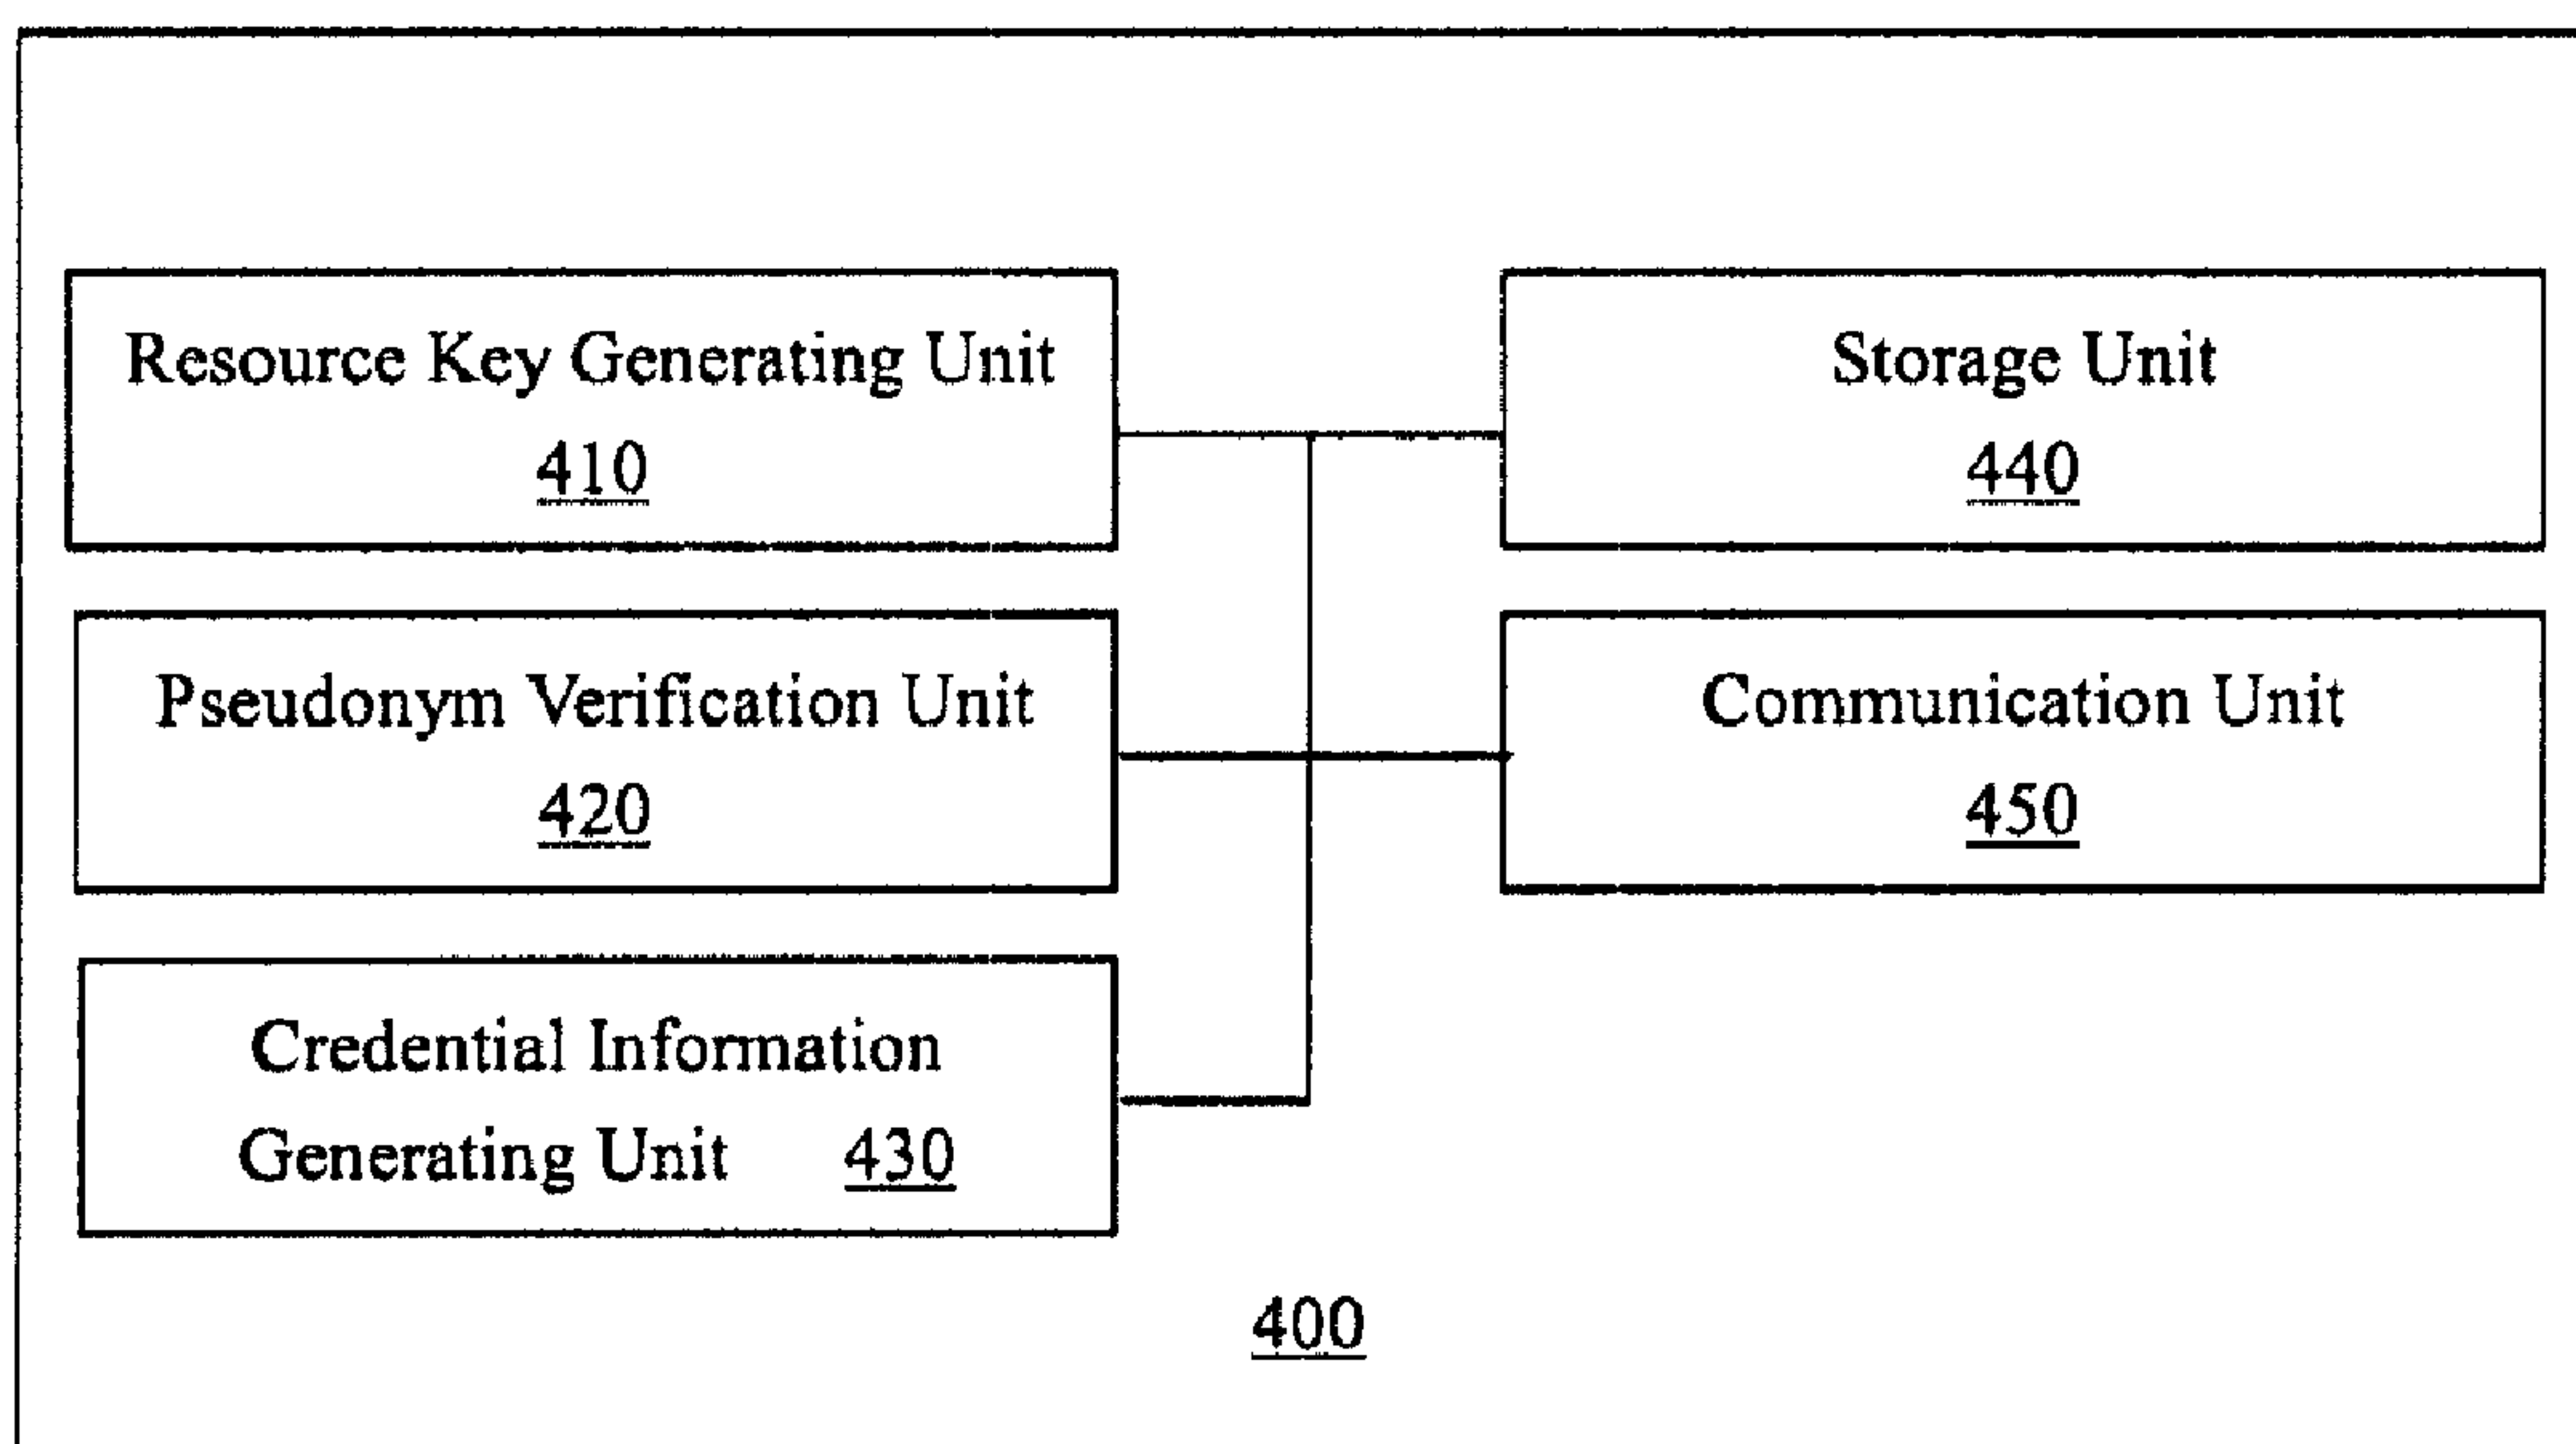 Resource Key Generating Unit
410
Storage Unit
440
Pseudonym Verification Unit
420
Communication Unit
450
Credential Information
Generating Unit 430
400